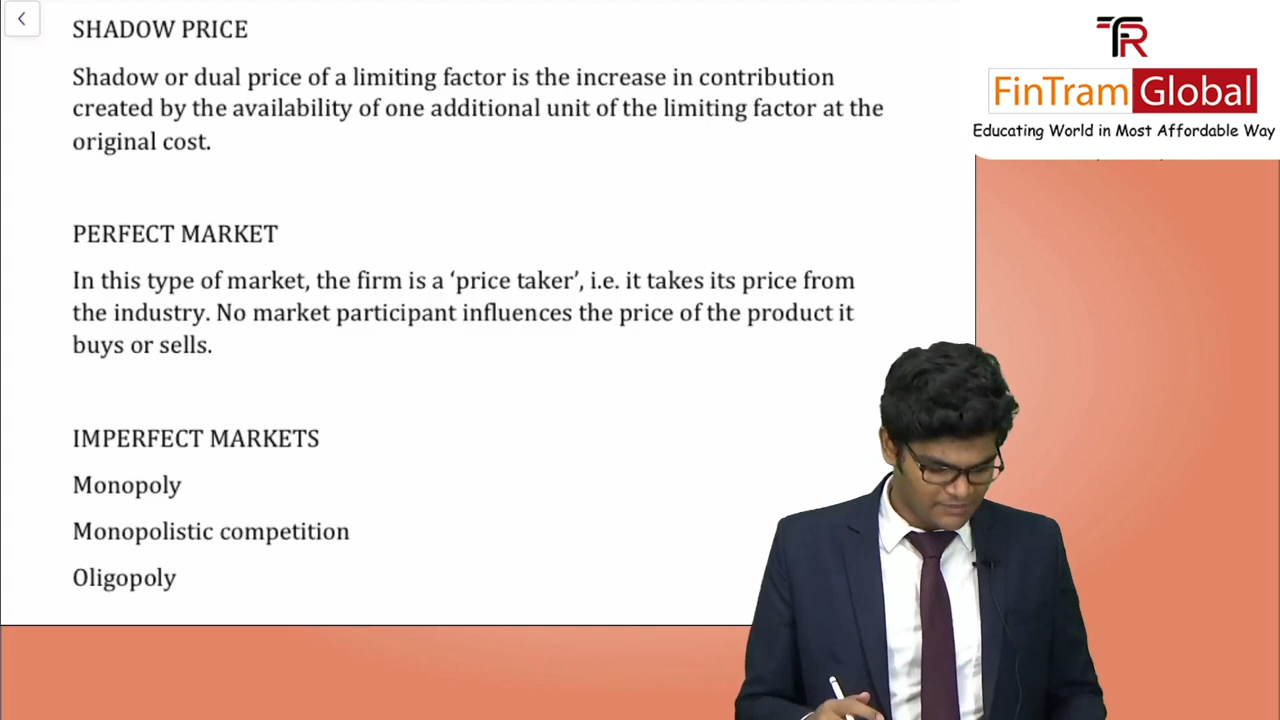 SHADOW PRICE
Shadow or dual price of a limiting factor is the increase in contribution
created by the availability of one additional unit of the limiting factor at the
original cost.
PERFECT MARKET
In this type of market, the firm is a ‘price taker’, i.e. it takes its price from
the industry. No market participant influences the price of the product it
buys or sells.
IMPERFECT MARKETS
Monopoly
Monopolistic competition
Oligopoly
FinTram Global
Educating World in Most Affordable Way